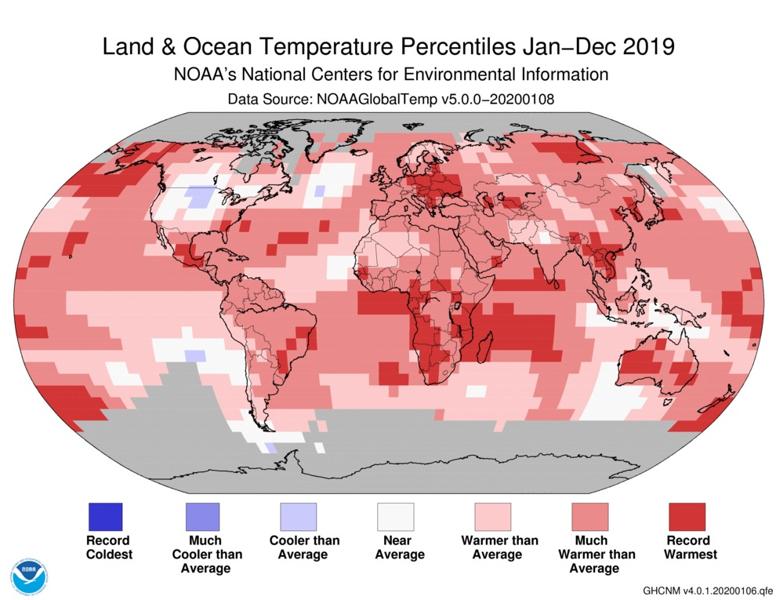 Land & Ocean Temperature Percentiles Jan–Dec 2019
NOAA's National Centers for Environmental Information
Data Source: NOAAGlobalTemp v5.0.0–20200108
Record
Coldest
Much
Cooler than
Average
Cooler than
Average
Near
Average
Warmer than
Average
Much
Warmer than
Average
Record
Warmest
NOAA
GHCNM v4.0.1.20200106.qfe